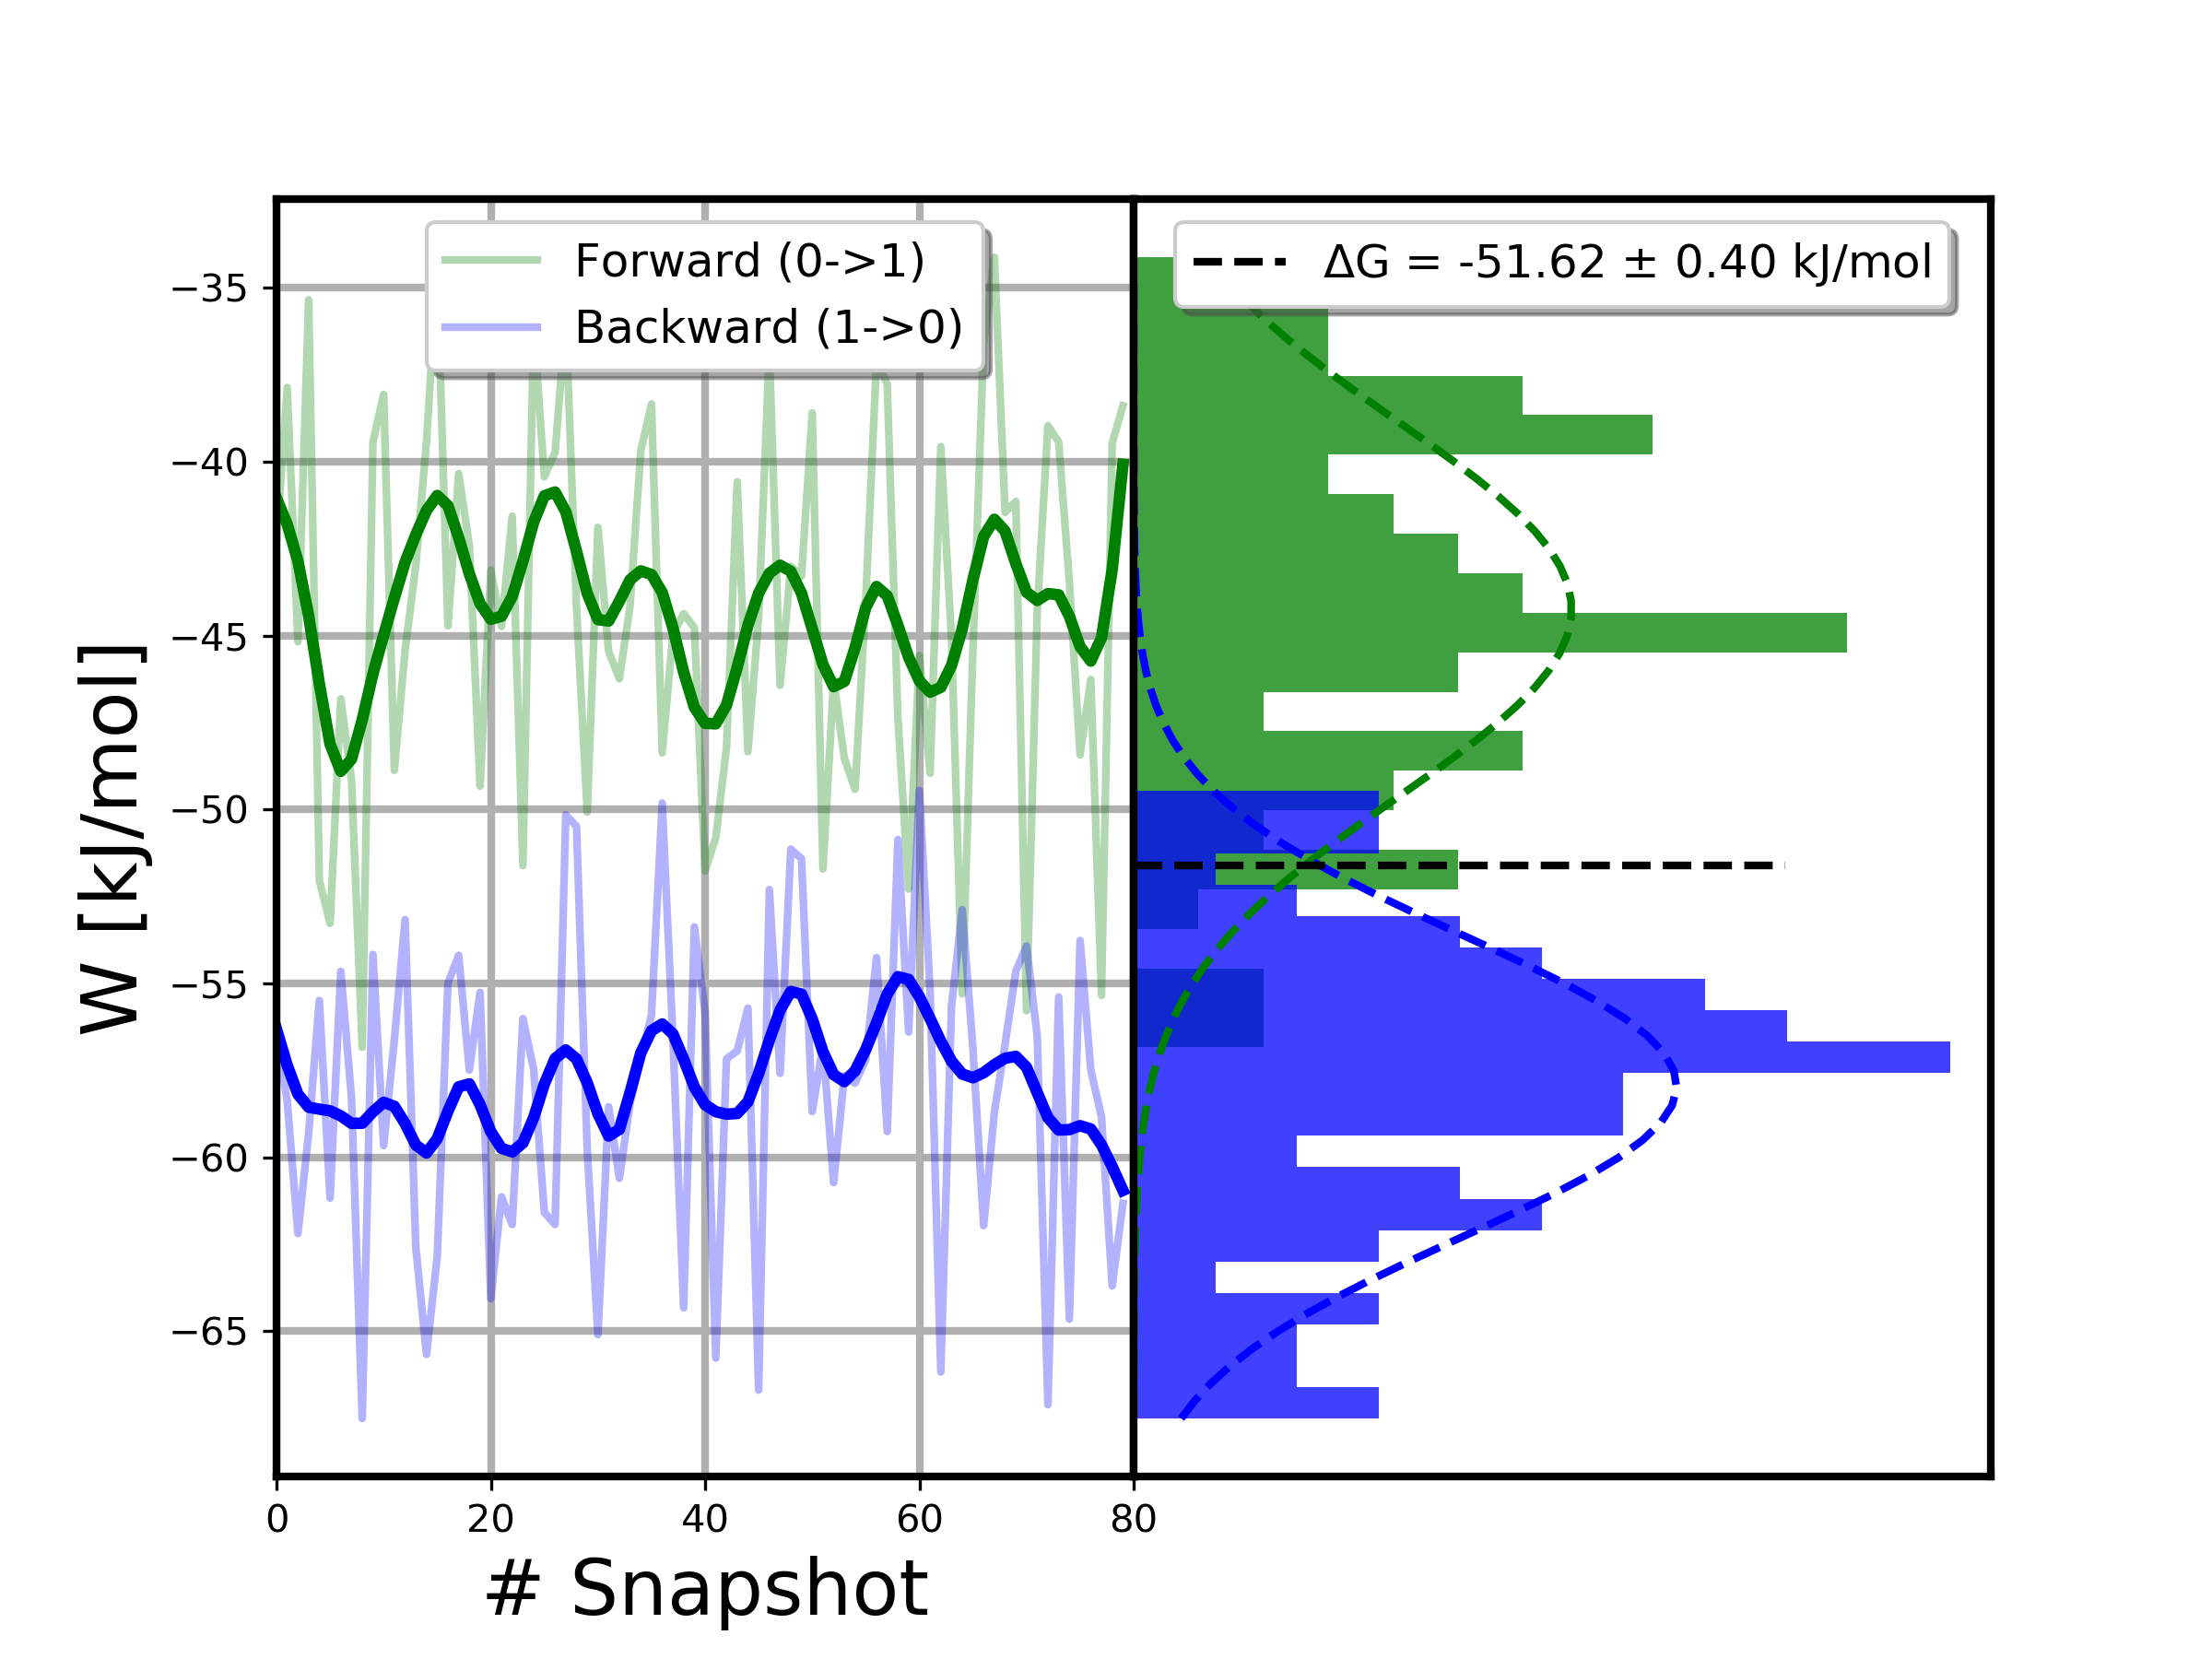 Forward (0->1)
Backward (1->0)
ΔG = -51.62 ± 0.40 kJ/mol
−35
−40
−45
−50
−55
−60
−65
W [kJ/mol]
0 20 40 60 80
# Snapshot